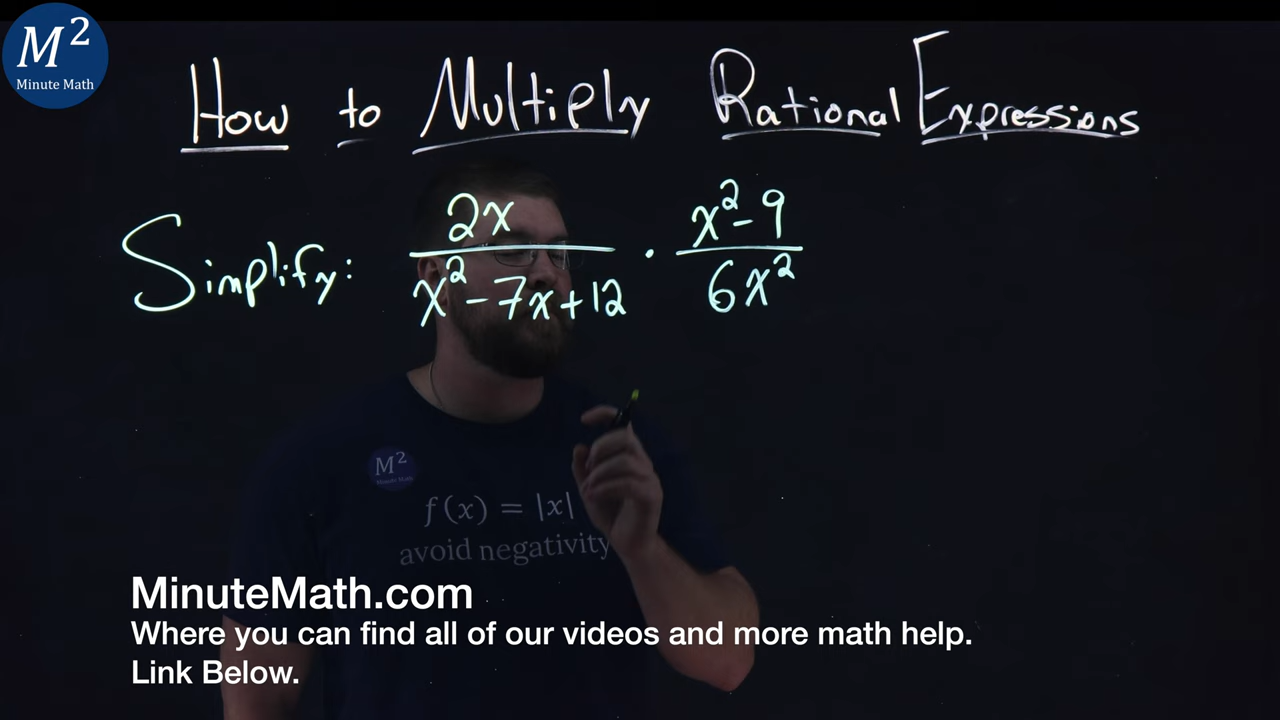 M²
Minute Math
How to Multiply Rational Expressions
Simplify: 2x / x² - 7x + 12 · x² - 9 / 6x²
M²
Minute Math
f(x) = |x|
avoid negativity
MinuteMath.com
Where you can find all of our videos and more math help.
Link Below.